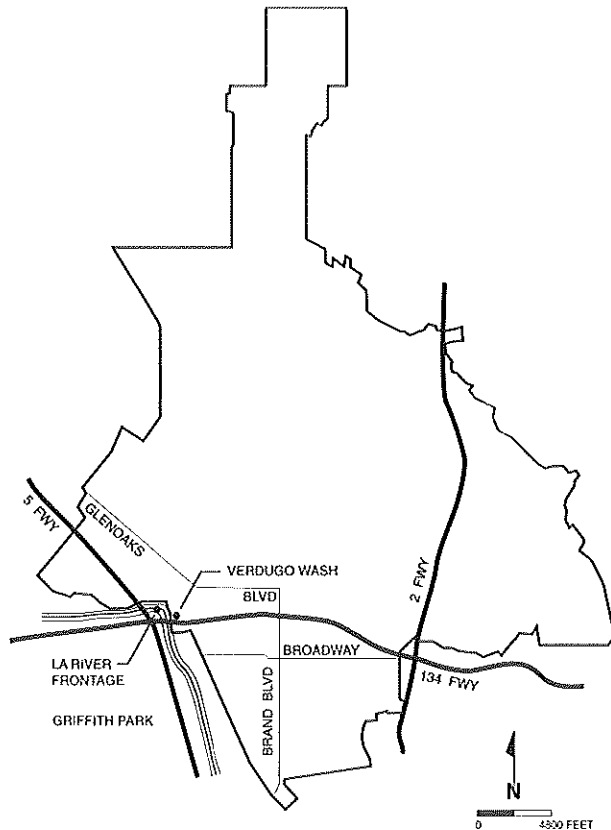 5 FWY
GLENOAKS
VERDUGO WASH
BLVD
2 FWY
LA RIVER
FRONTAGE
BROADWAY
134 FWY
GRIFFITH PARK
BRAND BLVD
N
0 4800 FEET